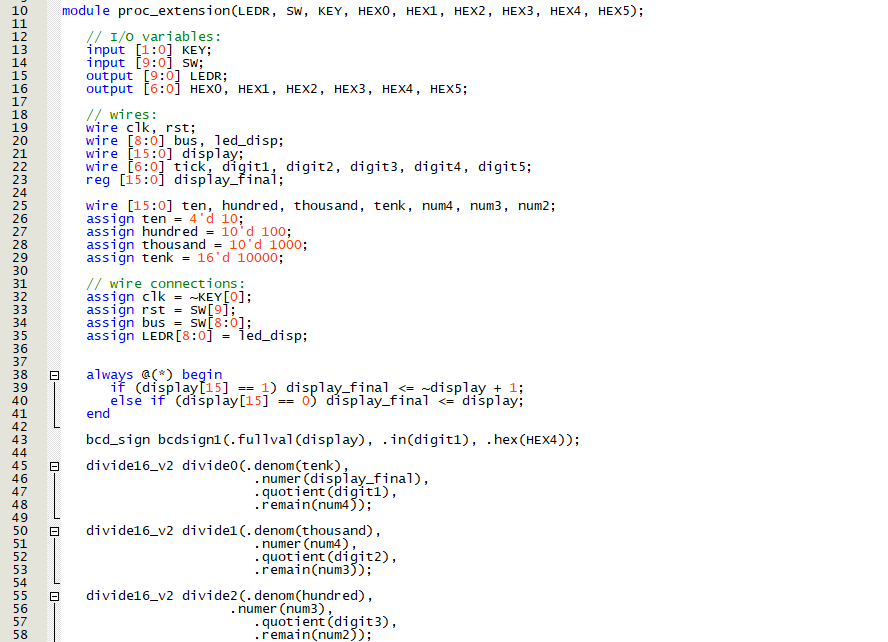 10 module proc_extension(LEDR, SW, KEY, HEX0, HEX1, HEX2, HEX3, HEX4, HEX5);
11
12 // I/O variables:
13 input [1:0] KEY;
14 input [9:0] SW;
15 output [9:0] LEDR;
16 output [6:0] HEX0, HEX1, HEX2, HEX3, HEX4, HEX5;
17
18 // wires:
19 wire clk, rst;
20 wire [8:0] bus, led_disp;
21 wire [15:0] display;
22 wire [6:0] tick, digit1, digit2, digit3, digit4, digit5;
23 reg [15:0] display_final;
24
25 wire [15:0] ten, hundred, thousand, tenk, num4, num3, num2;
26 assign ten = 4'd 10;
27 assign hundred = 10'd 100;
28 assign thousand = 10'd 1000;
29 assign tenk = 16'd 10000;
30
31 // wire connections:
32 assign clk = ~KEY[0];
33 assign rst = SW[9];
34 assign bus = SW[8:0];
35 assign LEDR[8:0] = led_disp;
36
37
38 always @(*) begin
39 if (display[15] == 1) display_final <= ~display + 1;
40 else if (display[15] == 0) display_final <= display;
41 end
42
43 bcd_sign bcdsign1(.fullval(display), .in(digit1), .hex(HEX4));
44
45 divide16_v2 divide0(.denom(tenk),
46 .numer(display_final),
47 .quotient(digit1),
48 .remain(num4));
49
50 divide16_v2 divide1(.denom(thousand),
51 .numer(num4),
52 .quotient(digit2),
53 .remain(num3));
54
55 divide16_v2 divide2(.denom(hundred),
56 .numer(num3),
57 .quotient(digit3),
58 .remain(num2));